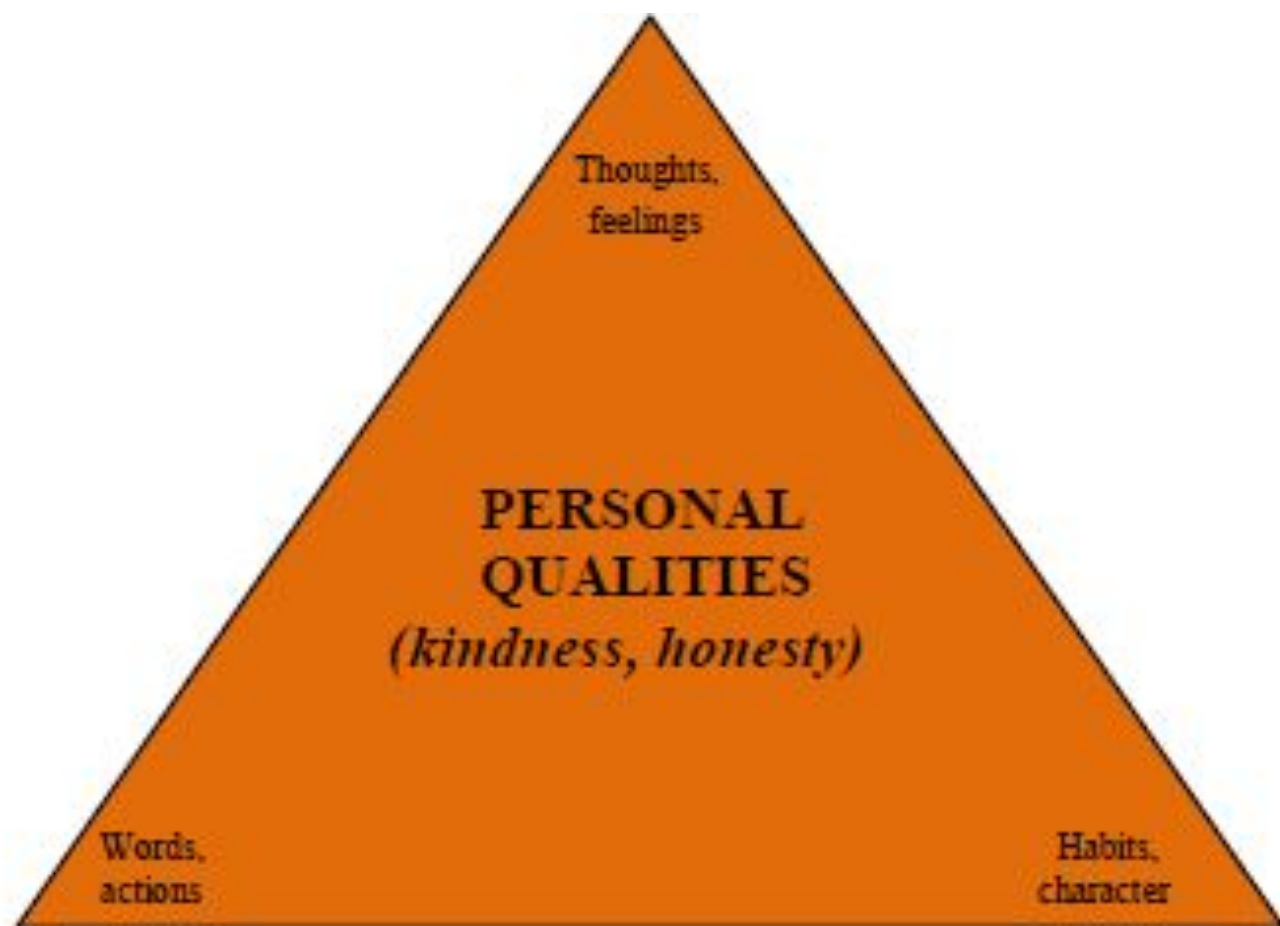 Thoughts,
feelings
PERSONAL
QUALITIES
(kindness, honesty)
Words,
actions
Habits,
character